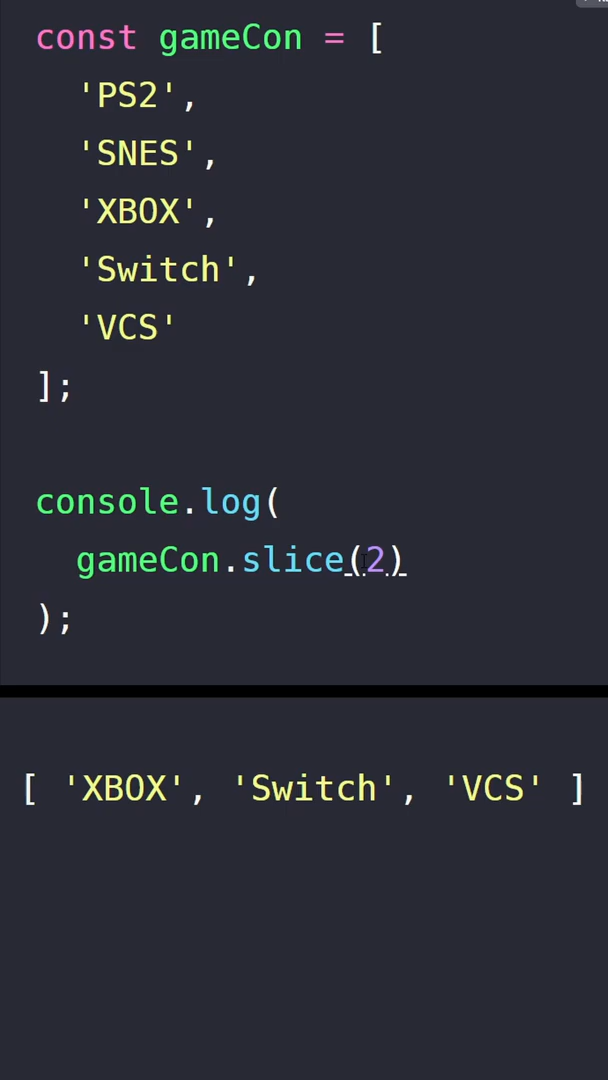 const gameCon = [
  'PS2',
  'SNES',
  'XBOX',
  'Switch',
  'VCS'
];
console.log(
  gameCon.slice(2)
);
[ 'XBOX', 'Switch', 'VCS' ]